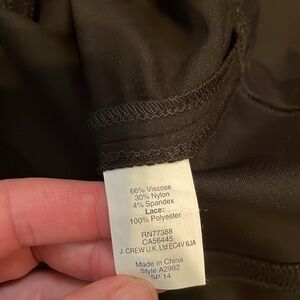 66% Viscose
30% Nylon
4% Spandex
Lace:
100% Polyester
RN77388
CA56445
J. CREW U.K. Ltd EC4V 6JA
Made in China
Style A2982
SP 14